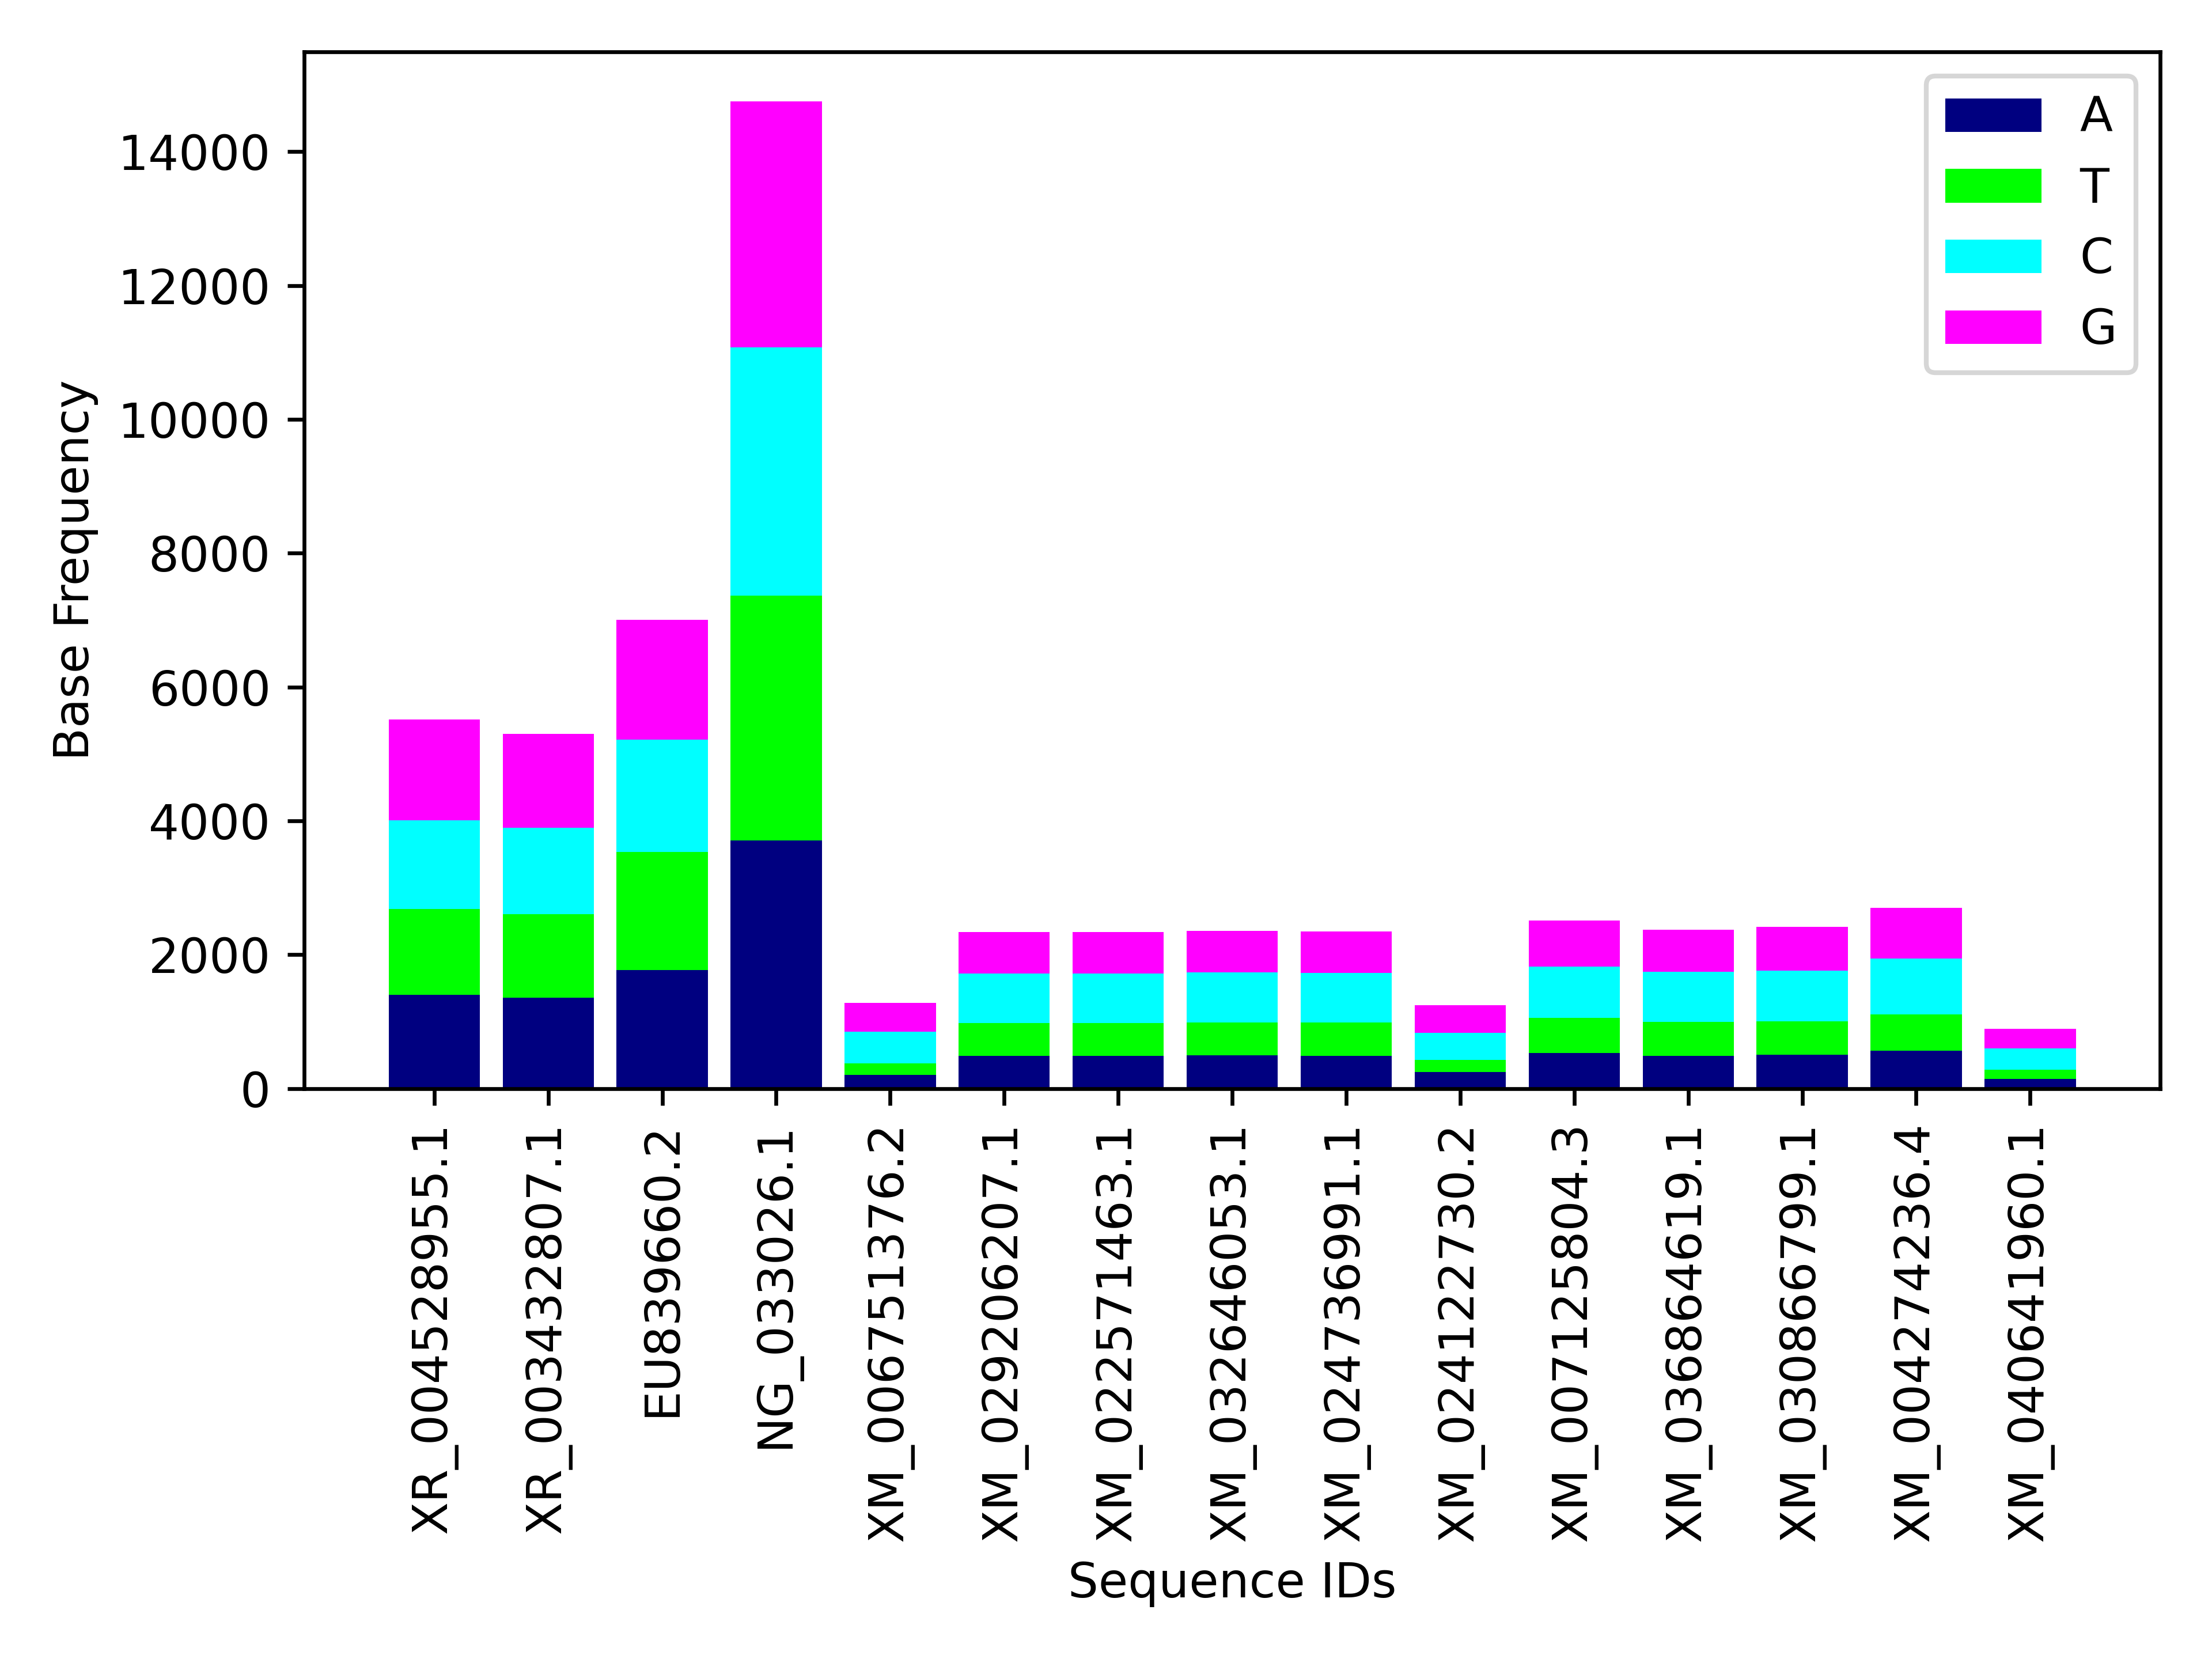 14000
12000
10000
8000
6000
4000
2000
0
Base Frequency
A
T
C
G
XR_004528955.1
XR_003432807.1
EU839660.2
NG_033026.1
XM_006751376.2
XM_029206207.1
XM_022571463.1
XM_032646053.1
XM_024736991.1
XM_024122730.2
XM_007125804.3
XM_036864619.1
XM_030866799.1
XM_004274236.4
XM_040641960.1
Sequence IDs